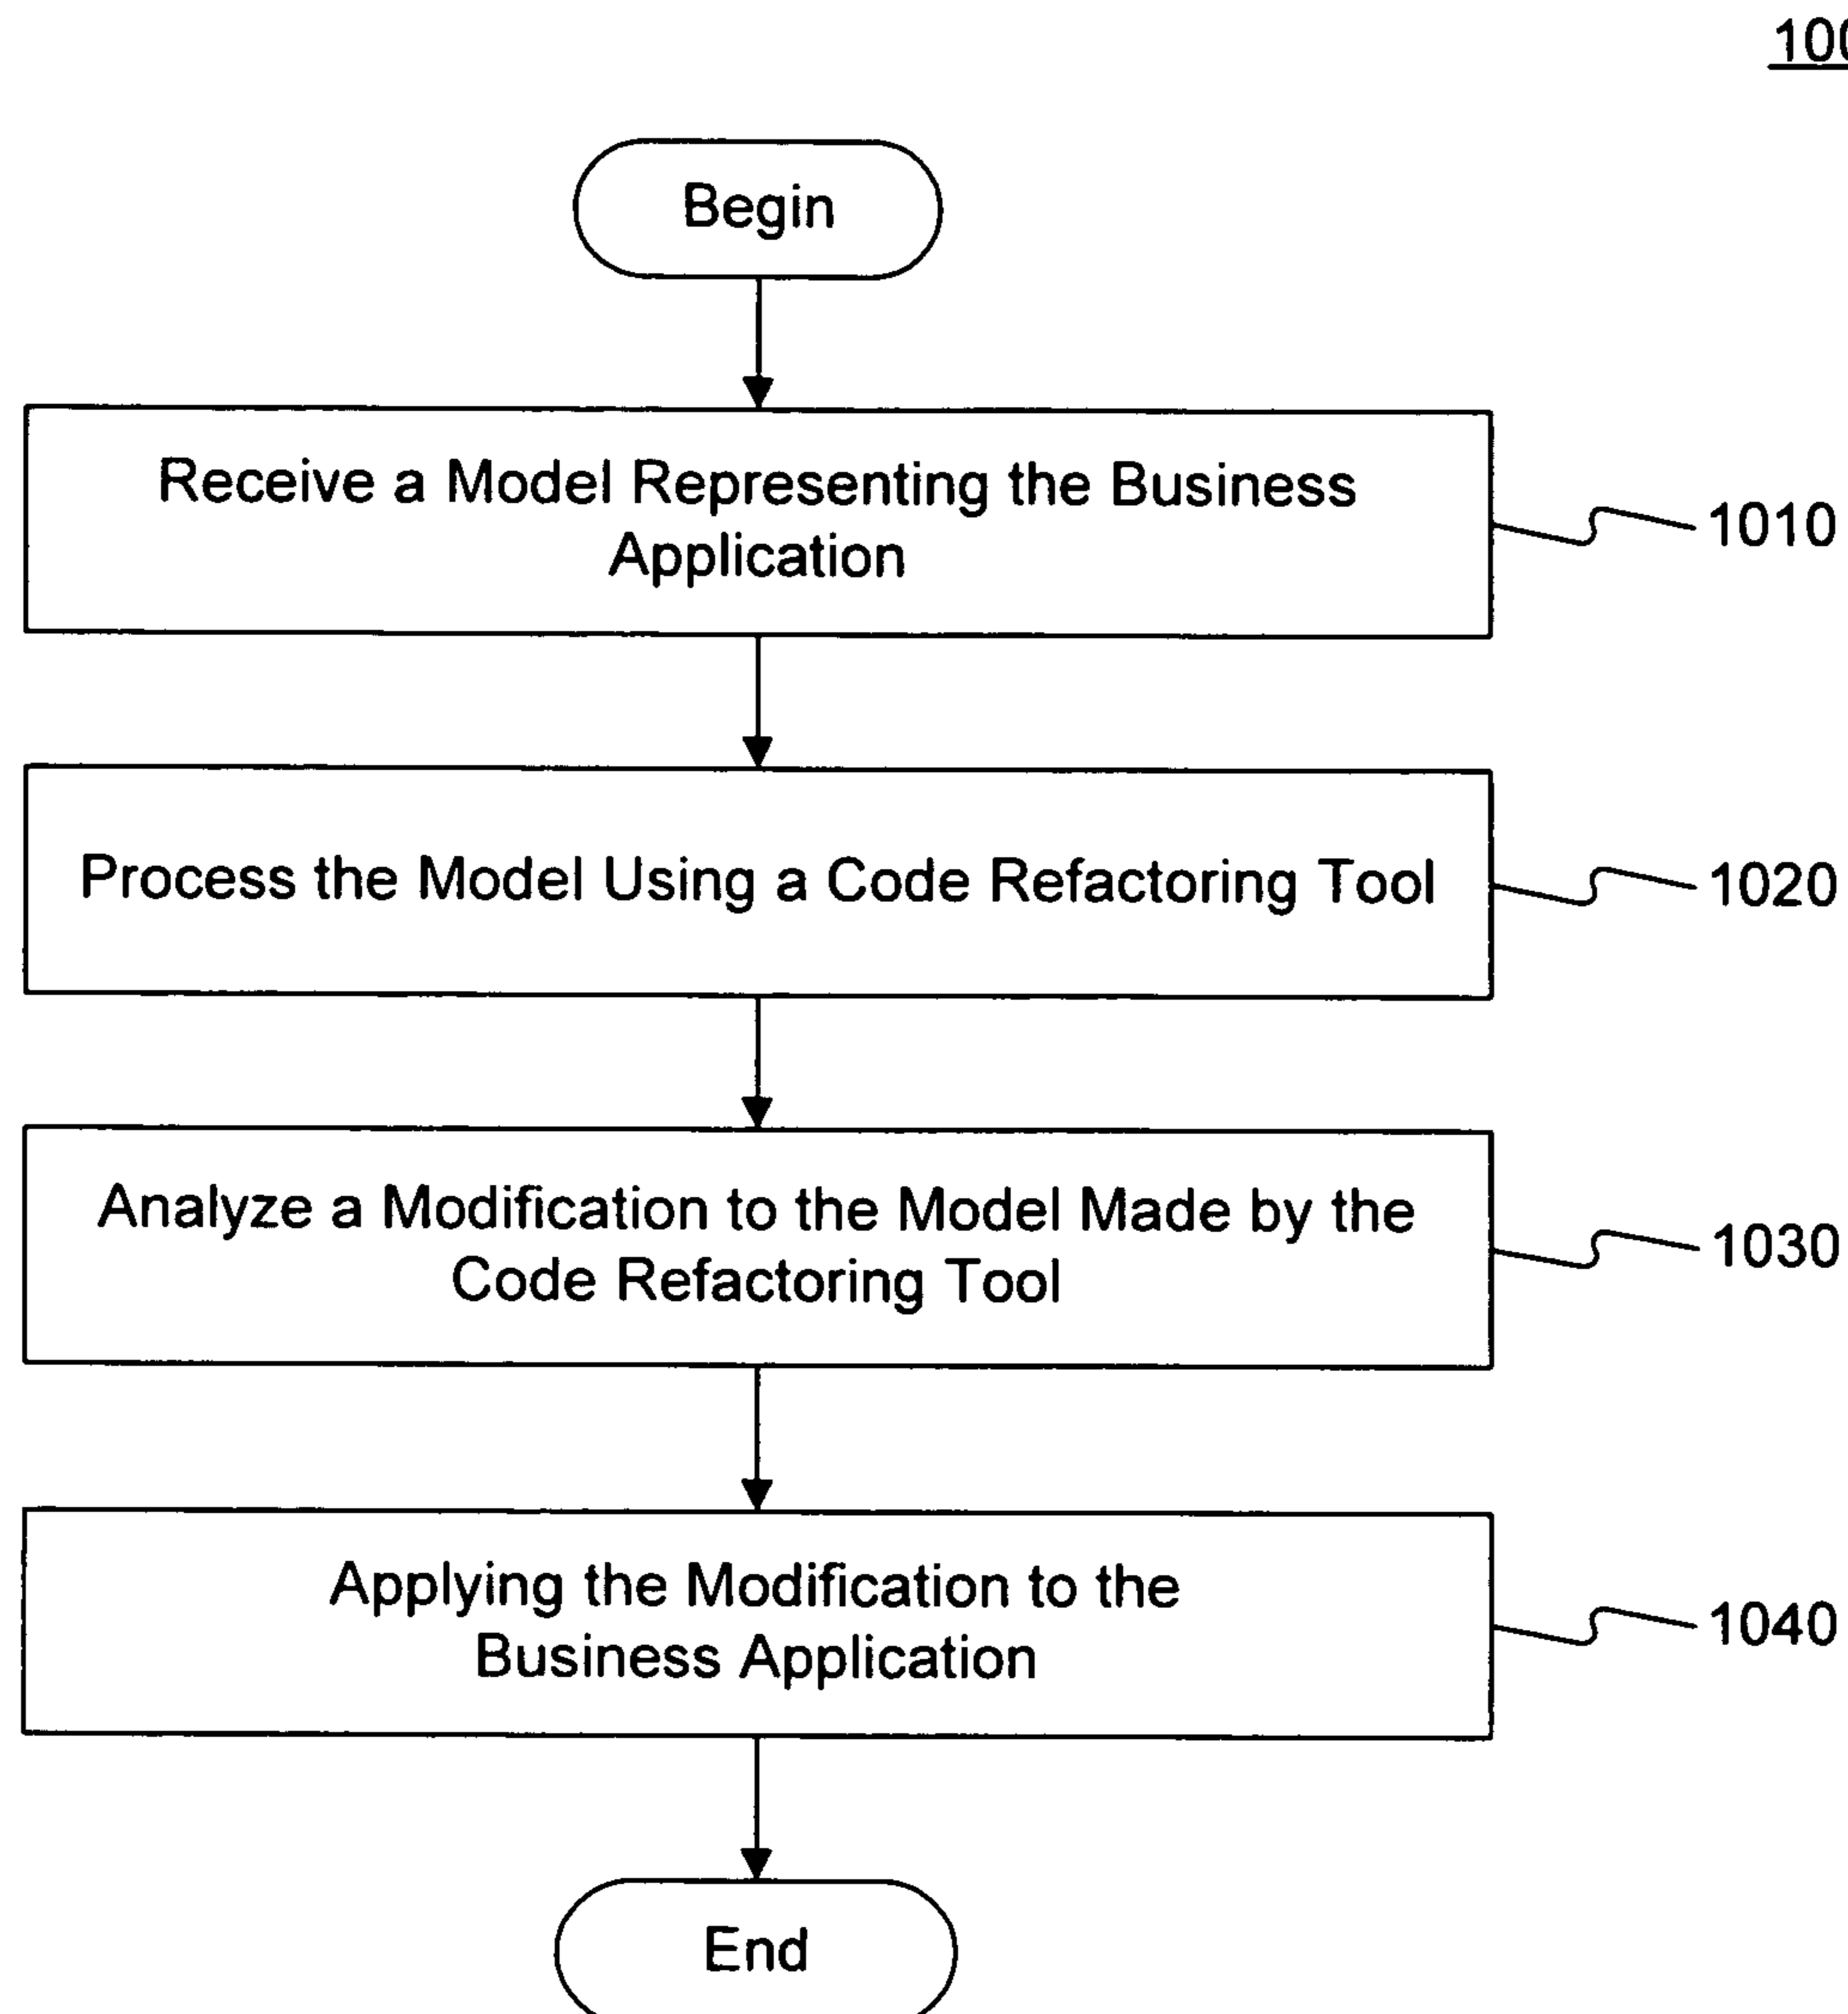 Begin
Receive a Model Representing the Business
Application
1010
Process the Model Using a Code Refactoring Tool
1020
Analyze a Modification to the Model Made by the
Code Refactoring Tool
1030
Applying the Modification to the
Business Application
1040
End